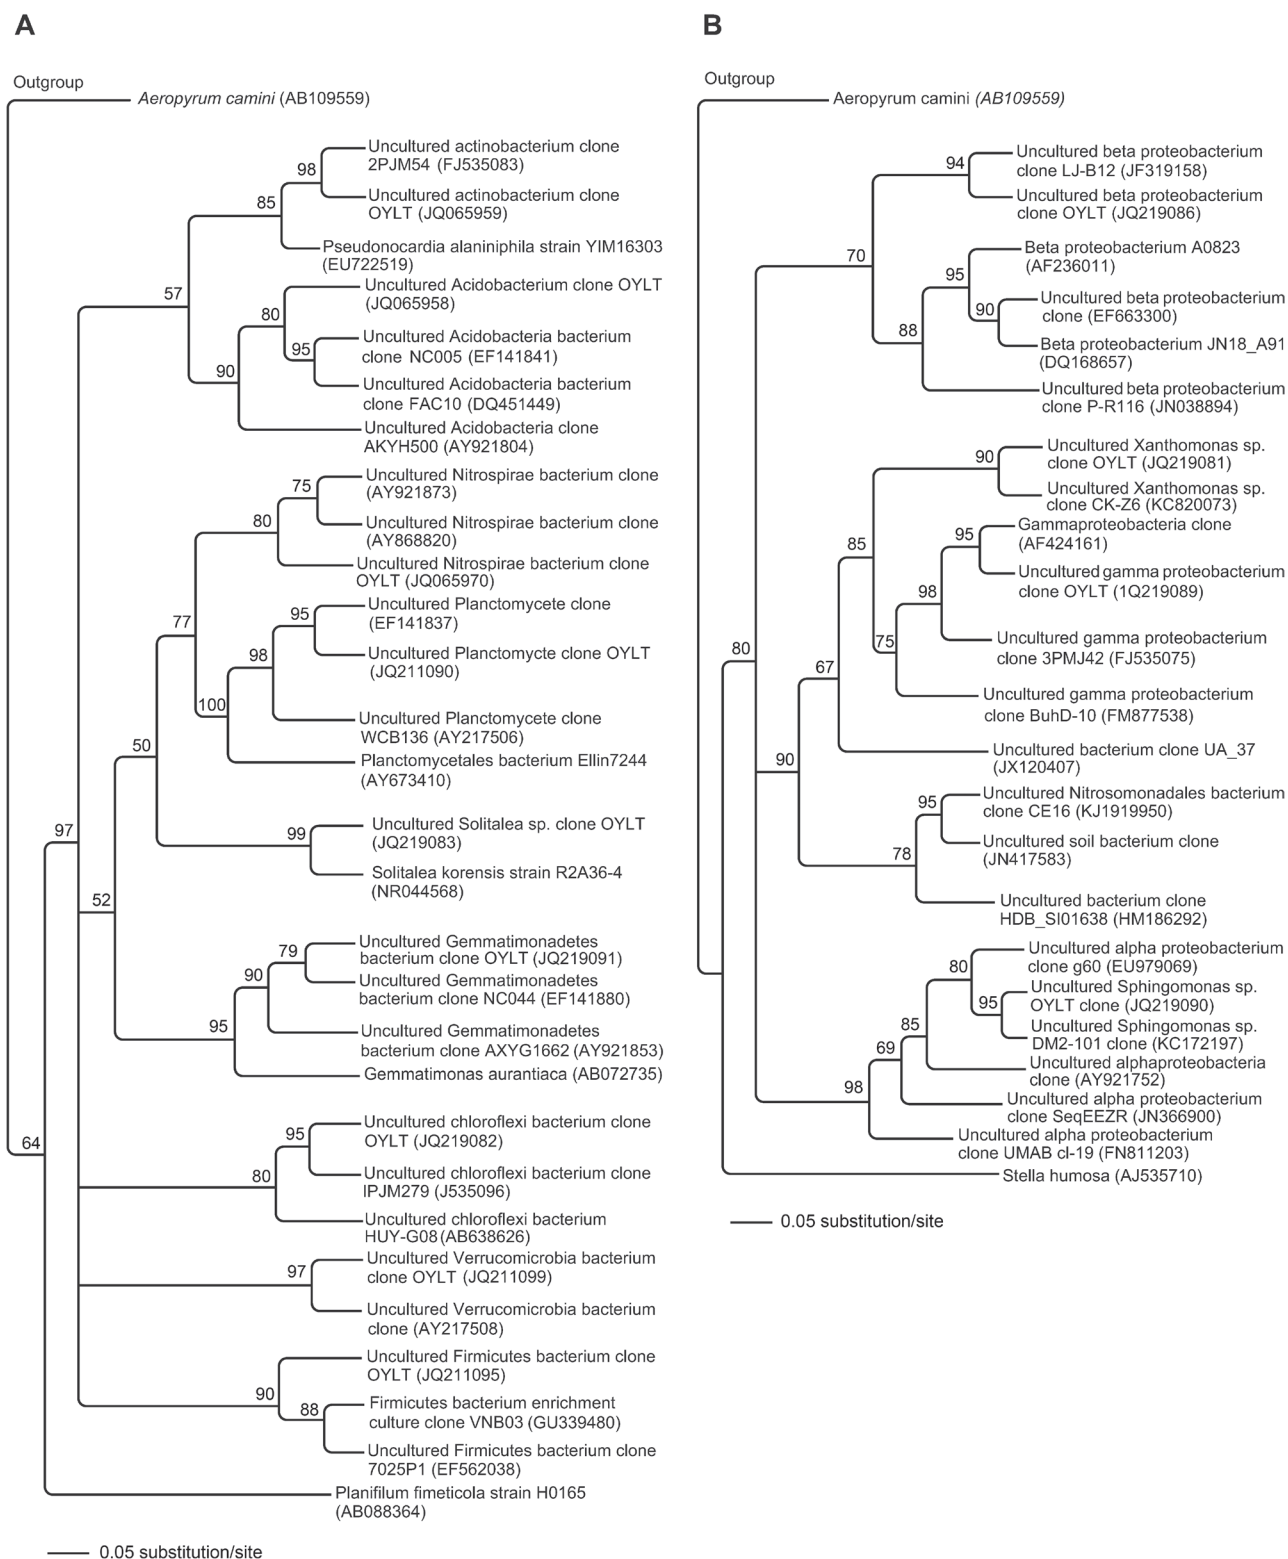 A
Outgroup
Aeropyrum camini (AB109559)
Uncultured actinobacterium clone
2PJM54 (FJ535083)
98
Uncultured actinobacterium clone
OYLT (JQ065959)
85
Pseudonocardia alaniniphila strain YIM16303
(EU722519)
57
Uncultured Acidobacterium clone OYLT
(JQ065958)
80
Uncultured Acidobacteria bacterium
clone NC005 (EF141841)
95
90
Uncultured Acidobacteria bacterium
clone FAC10 (DQ451449)
Uncultured Acidobacteria clone
AKYH500 (AY921804)
Uncultured Nitrospirae bacterium clone
(AY921873)
75
80
Uncultured Nitrospirae bacterium clone
(AY868820)
Uncultured Nitrospirae bacterium clone
OYLT (JQ065970)
77
Uncultured Planctomycete clone
(EF141837)
95
98
Uncultured Planctomycte clone OYLT
(JQ211090)
100
Uncultured Planctomycete clone
WCB136 (AY217506)
50
Planctomycetales bacterium Ellin7244
(AY673410)
97
99
Uncultured Solitalea sp. clone OYLT
(JQ219083)
Solitalea korensis strain R2A36-4
(NR044568)
52
79
Uncultured Gemmatimonadetes
bacterium clone OYLT (JQ219091)
90
Uncultured Gemmatimonadetes
bacterium clone NC044 (EF141880)
95
Uncultured Gemmatimonadetes
bacterium clone AXYG1662 (AY921853)
Gemmatimonas aurantiaca (AB072735)
64
95
Uncultured chloroflexi bacterium clone
OYLT (JQ219082)
80
Uncultured chloroflexi bacterium clone
IPJM279 (J535096)
Uncultured chloroflexi bacterium
HUY-G08 (AB638626)
97
Uncultured Verrucomicrobia bacterium
clone OYLT (JQ211099)
Uncultured Verrucomicrobia bacterium
clone (AY217508)
90
Uncultured Firmicutes bacterium clone
OYLT (JQ211095)
88
Firmicutes bacterium enrichment
culture clone VNB03 (GU339480)
Uncultured Firmicutes bacterium clone
7025P1 (EF562038)
Planifilum fimeticola strain H0165
(AB088364)
0.05 substitution/site
B
Outgroup
Aeropyrum camini (AB109559)
94
Uncultured beta proteobacterium
clone LJ-B12 (JF319158)
Uncultured beta proteobacterium
clone OYLT (JQ219086)
70
95
Beta proteobacterium A0823
(AF236011)
90
Uncultured beta proteobacterium
clone (EF663300)
88
Beta proteobacterium JN18_A91
(DQ168657)
Uncultured beta proteobacterium
clone P-R116 (JN038894)
90
Uncultured Xanthomonas sp.
clone OYLT (JQ219081)
Uncultured Xanthomonas sp.
clone CK-Z6 (KC820073)
85
95
Gammaproteobacteria clone
(AF424161)
98
Uncultured gamma proteobacterium
clone OYLT (1Q219089)
75
Uncultured gamma proteobacterium
clone 3PMJ42 (FJ535075)
80
67
Uncultured gamma proteobacterium
clone BuhD-10 (FM877538)
90
Uncultured bacterium clone UA_37
(JX120407)
95
Uncultured Nitrosomonadales bacterium
clone CE16 (KJ1919950)
78
Uncultured soil bacterium clone
(JN417583)
Uncultured bacterium clone
HDB_SI01638 (HM186292)
80
Uncultured alpha proteobacterium
clone g60 (EU979069)
95
Uncultured Sphingomonas sp.
OYLT clone (JQ219090)
85
Uncultured Sphingomonas sp.
DM2-101 clone (KC172197)
69
Uncultured alphaproteobacteria
clone (AY921752)
98
Uncultured alpha proteobacterium
clone SeqEEZR (JN366900)
Uncultured alpha proteobacterium
clone UMAB cl-19 (FN811203)
Stella humosa (AJ535710)
0.05 substitution/site